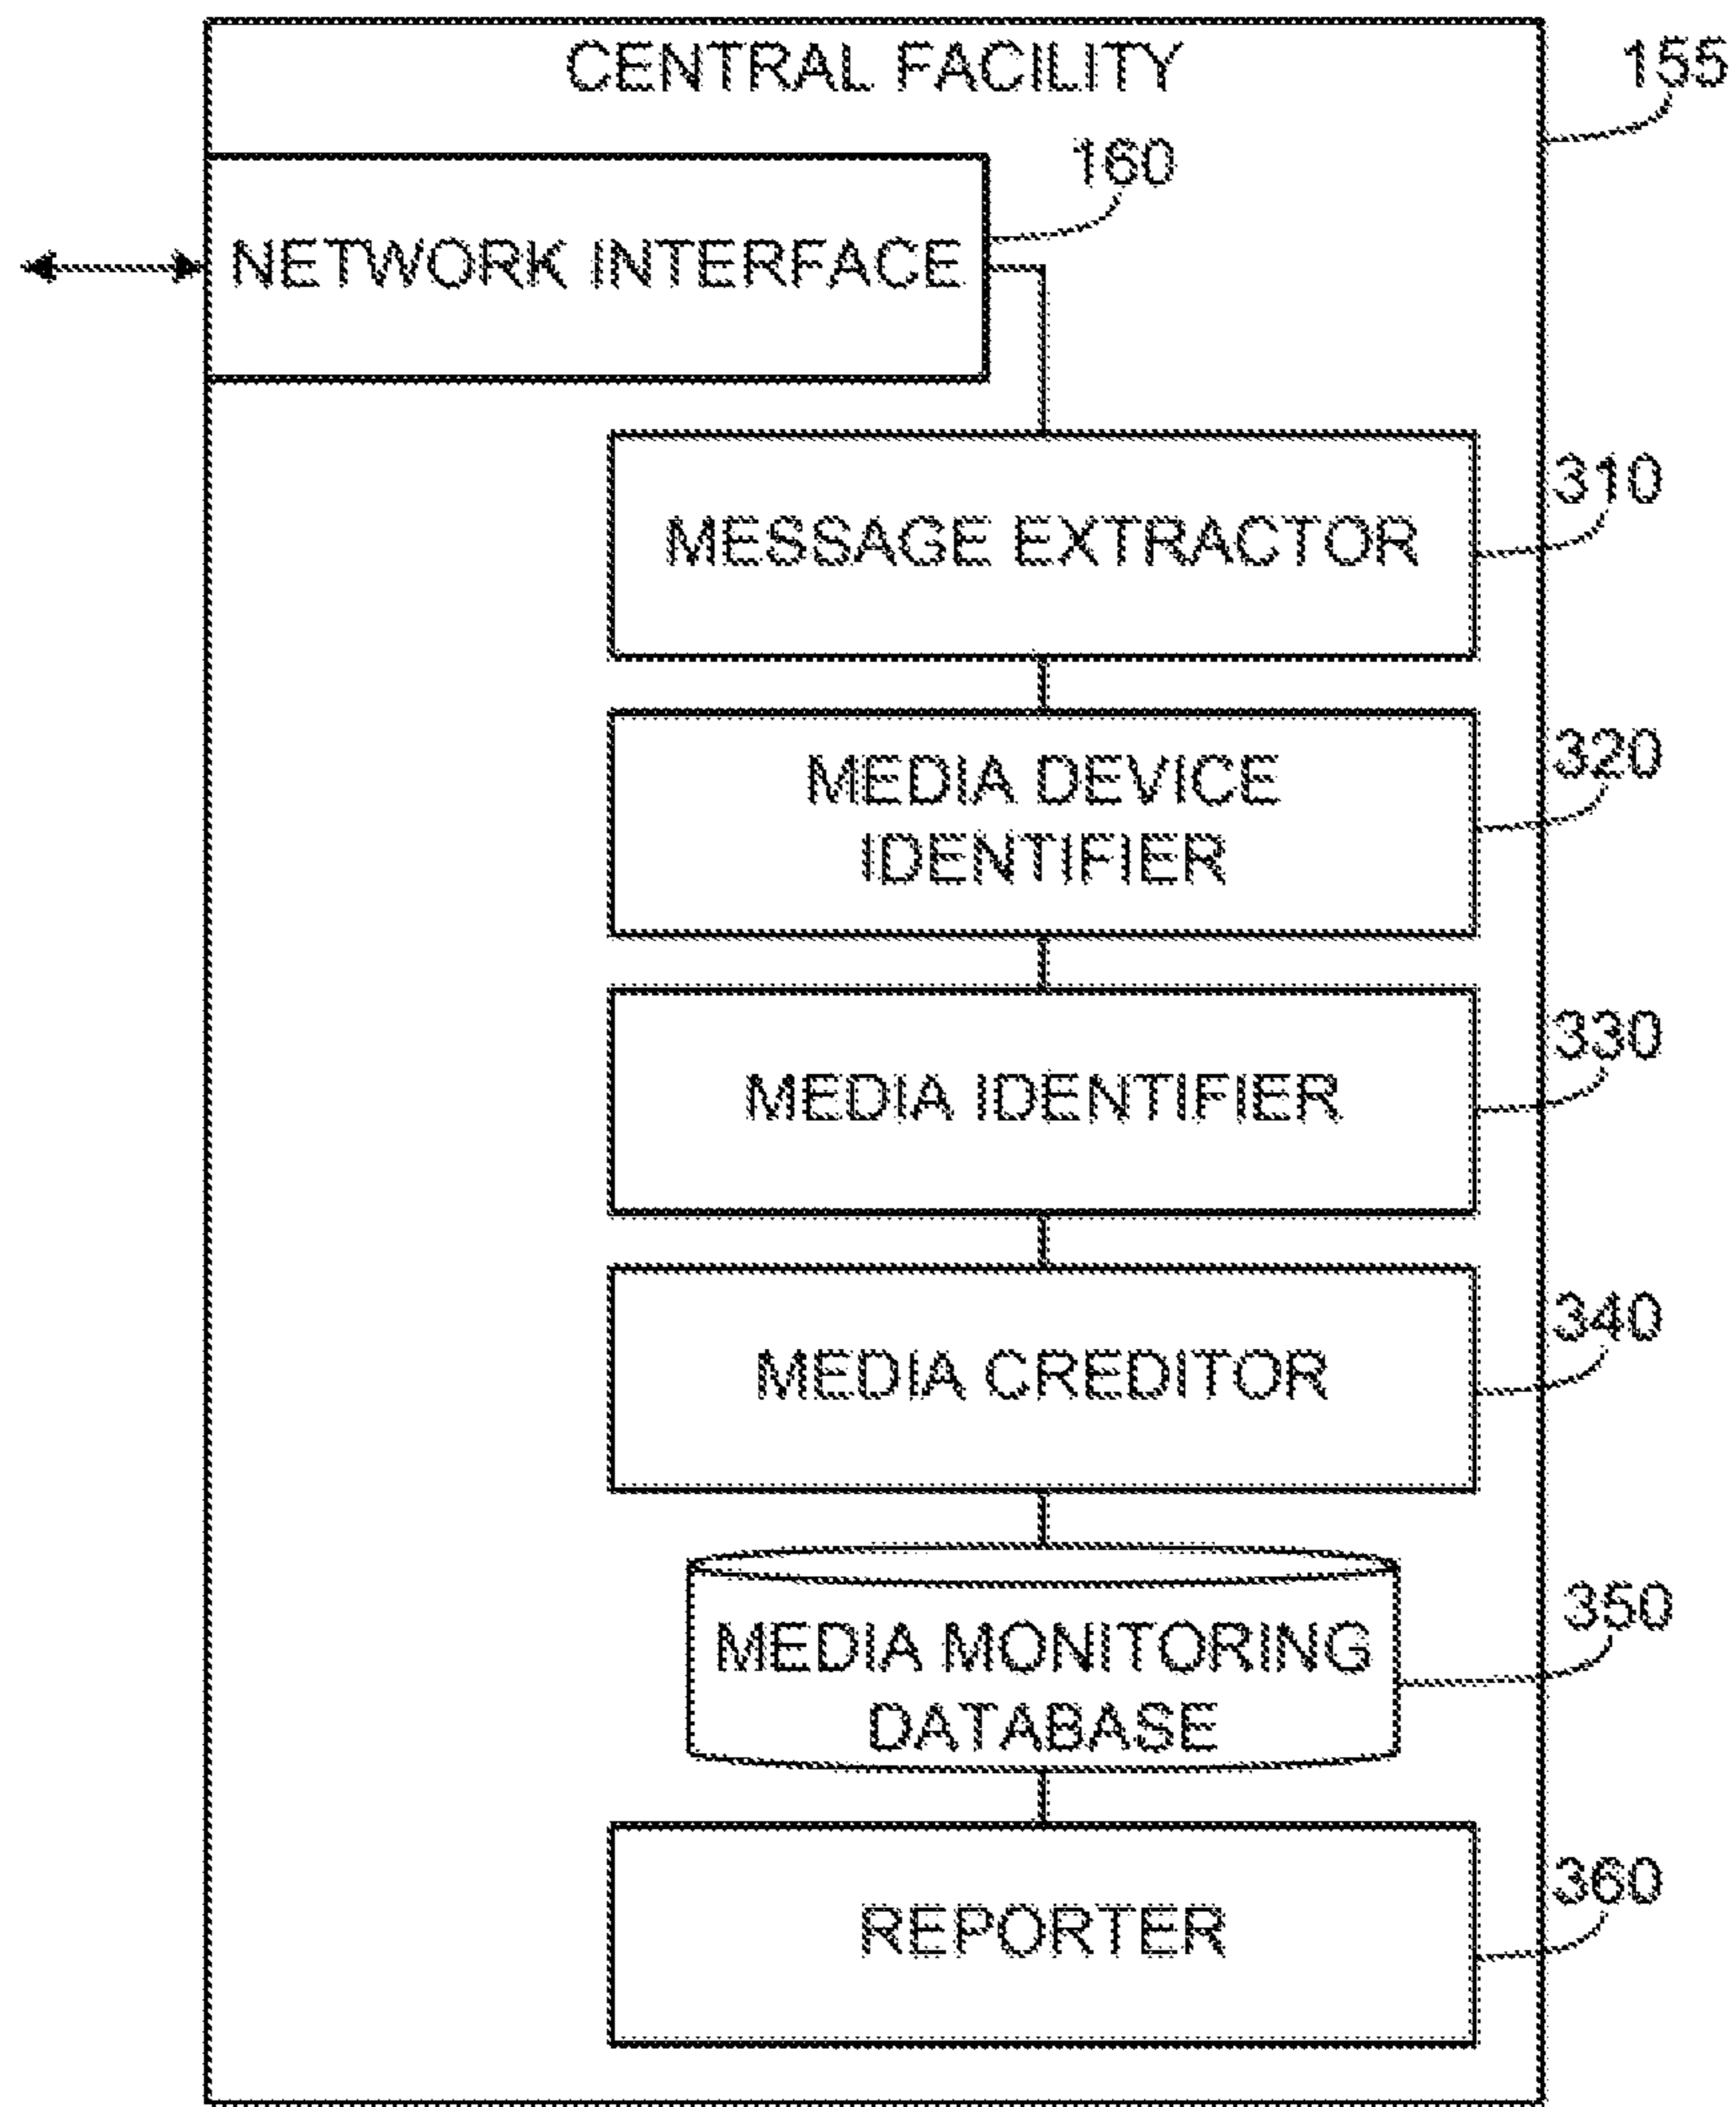 CENTRAL FACILITY
155
160
NETWORK INTERFACE
310
MESSAGE EXTRACTOR
320
MEDIA DEVICE
IDENTIFIER
330
MEDIA IDENTIFIER
340
MEDIA CREDITOR
350
MEDIA MONITORING
DATABASE
360
REPORTER